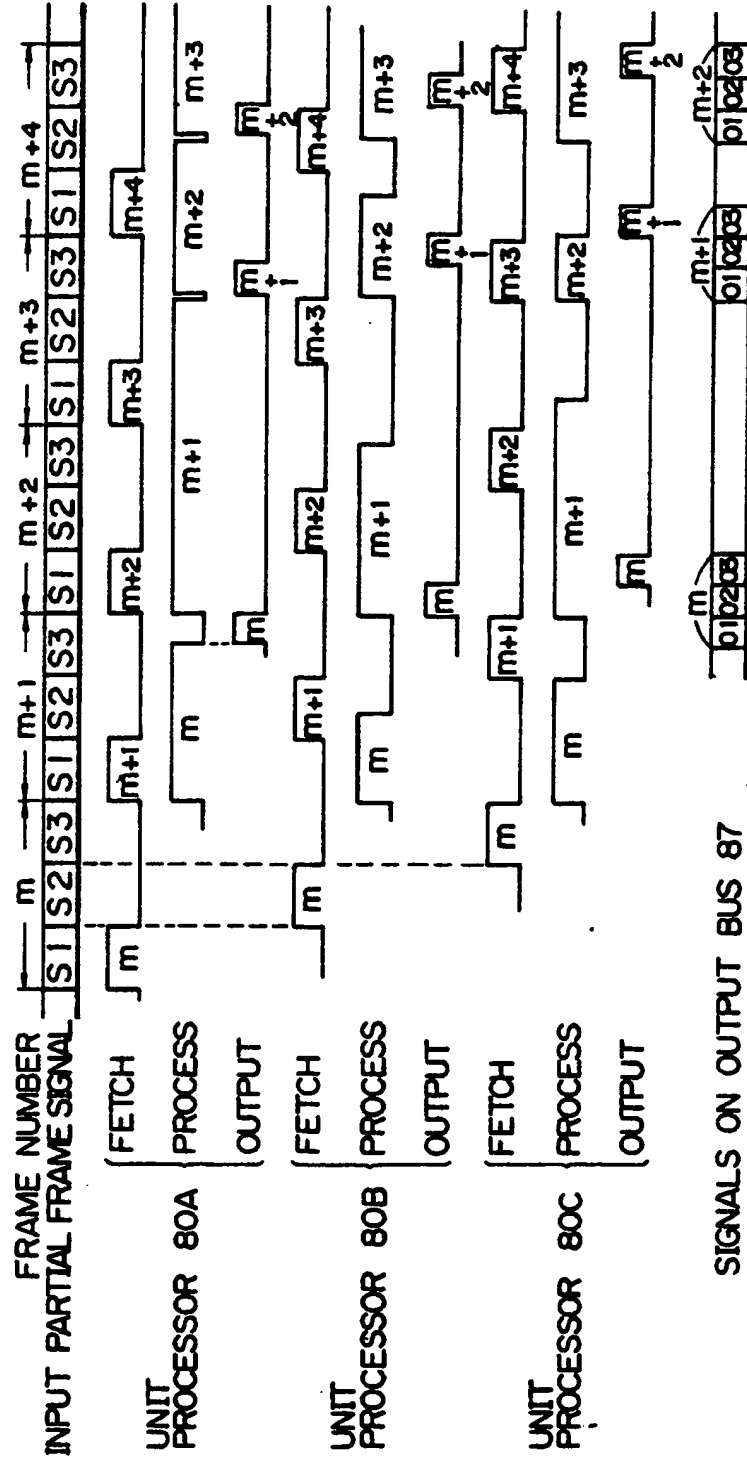 FRAME NUMBER m m+1 m+2 m+3 m+4
INPUT PARTIAL FRAME SIGNAL S1 S2 S3 S1 S2 S3 S1 S2 S3 S1 S2 S3 S1 S2 S3
UNIT PROCESSOR 80A
FETCH m m+1 m+2 m+3 m+4
PROCESS m m+1 m+2 m+3
OUTPUT m m+1 m+2
UNIT PROCESSOR 80B
FETCH m m+1 m+2 m+3 m+4
PROCESS m m+1 m+2 m+3
OUTPUT m m+1 m+2
UNIT PROCESSOR 80C
FETCH m m+1 m+2 m+3 m+4
PROCESS m m+1 m+2 m+3
OUTPUT m m+1 m+2
m m+1 m+2
SIGNALS ON OUTPUT BUS 87 01 02 03 01 02 03 01 02 03